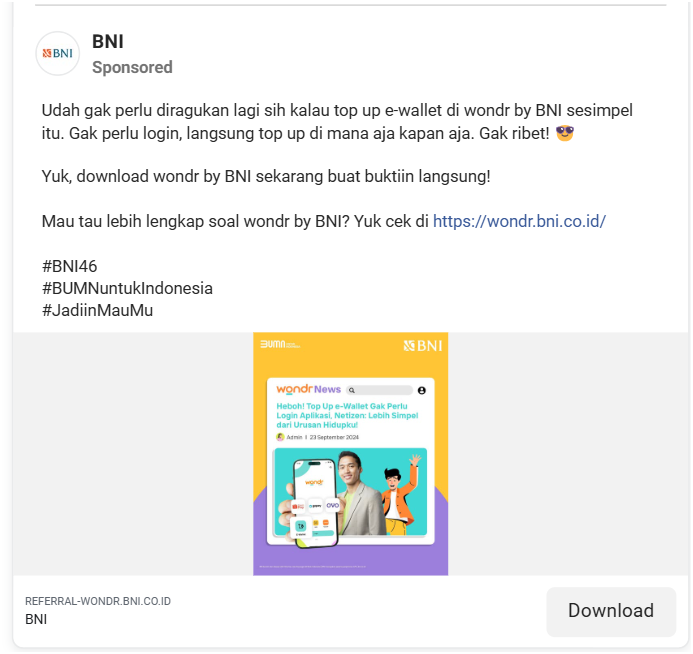 BNI
BNI
Sponsored
Udah gak perlu diragukan lagi sih kalau top up e-wallet di wondr by BNI sesimpel
itu. Gak perlu login, langsung top up di mana aja kapan aja. Gak ribet! 😎
Yuk, download wondr by BNI sekarang buat buktiin langsung!
Mau tau lebih lengkap soal wondr by BNI? Yuk cek di https://wondr.bni.co.id/
#BNI46
#BUMNuntukIndonesia
#JadiinMauMu
BUMN
BNI
wondr News
Heboh! Top Up e-Wallet Gak Perlu
Login Aplikasi, Netizen: Lebih Simpel
dari Urusan Hidupku!
Admin | 23 September 2024
wondr
OVO
REFERRAL-WONDR.BNI.CO.ID
BNI
Download